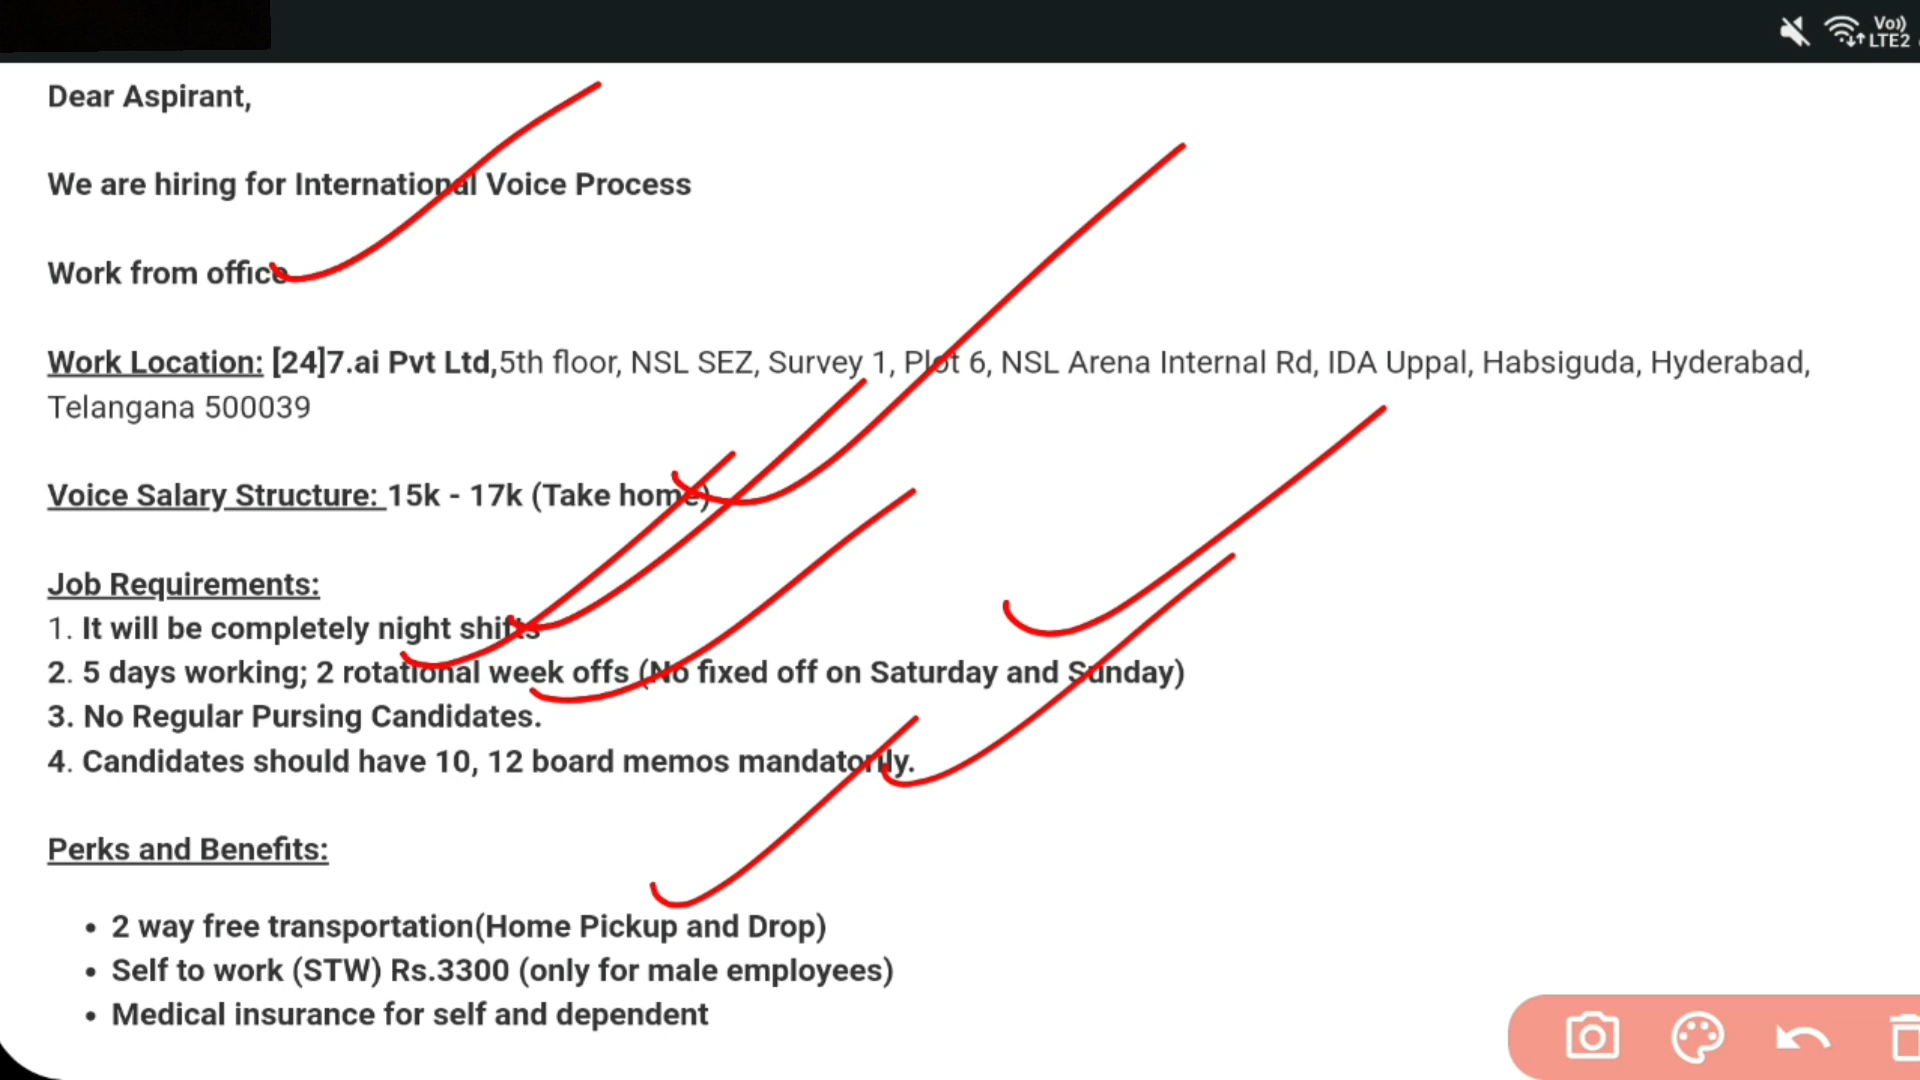 Vo))
LTE2
Dear Aspirant,
We are hiring for International Voice Process
Work from office
Work Location: [24]7.ai Pvt Ltd,5th floor, NSL SEZ, Survey 1, Plot 6, NSL Arena Internal Rd, IDA Uppal, Habsiguda, Hyderabad,
Telangana 500039
Voice Salary Structure: 15k - 17k (Take home)
Job Requirements:
1. It will be completely night shifts
2. 5 days working; 2 rotational week offs (No fixed off on Saturday and Sunday)
3. No Regular Pursing Candidates.
4. Candidates should have 10, 12 board memos mandatorily.
Perks and Benefits:
• 2 way free transportation(Home Pickup and Drop)
• Self to work (STW) Rs.3300 (only for male employees)
• Medical insurance for self and dependent